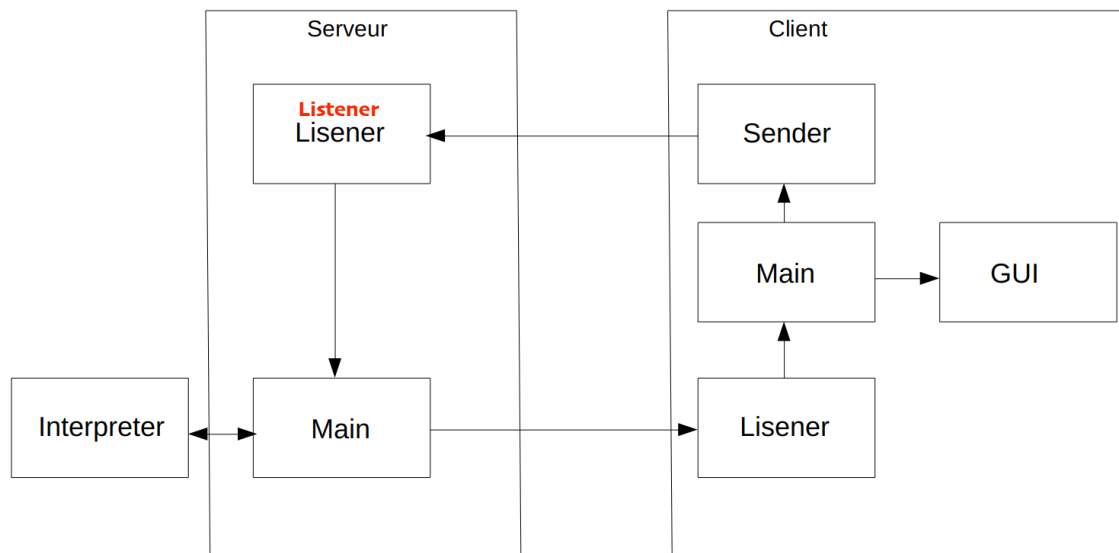 Serveur
Client
Listener
Lisener
Sender
Main
GUI
Interpreter
Main
Lisener